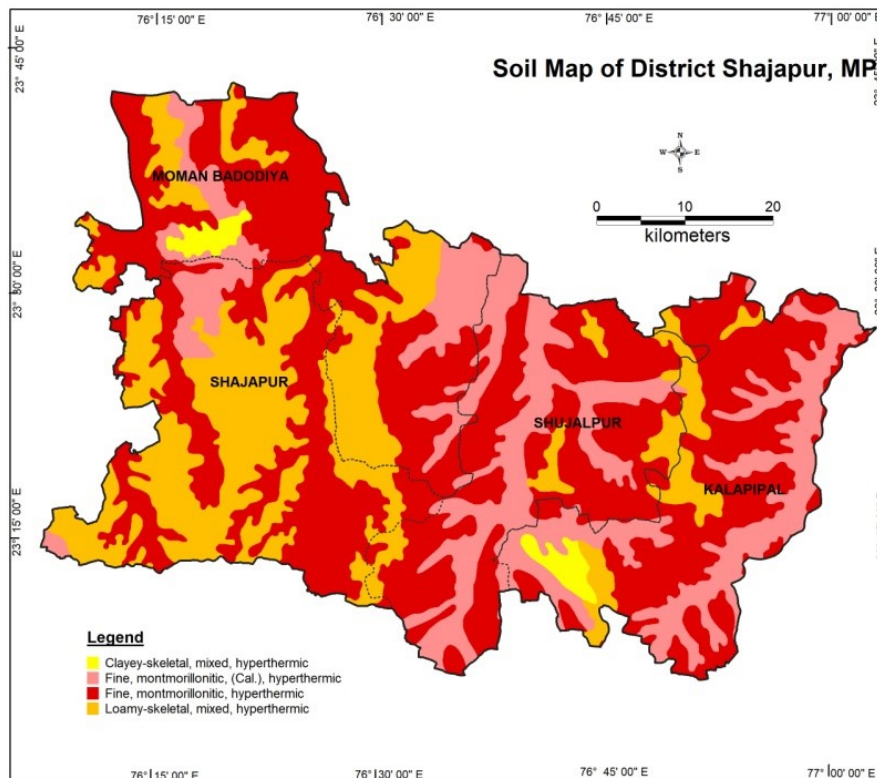 76° 15' 00" E
76° 30' 00" E
76° 45' 00" E
77° 00' 00" E
23° 45' 00" E
Soil Map of District Shajapur, MP
N
W E
S
MOMAN BADODIYA
0 10 20
kilometers
23° 30' 00" E
SHAJAPUR
SHUJALPUR
KALAPIPAL
23° 15' 00" E
Legend
Clayey-skeletal, mixed, hyperthermic
Fine, montmorillonitic, (Cal.), hyperthermic
Fine, montmorillonitic, hyperthermic
Loamy-skeletal, mixed, hyperthermic
76° 15' 00" E
76° 30' 00" E
76° 45' 00" E
77° 00' 00" E